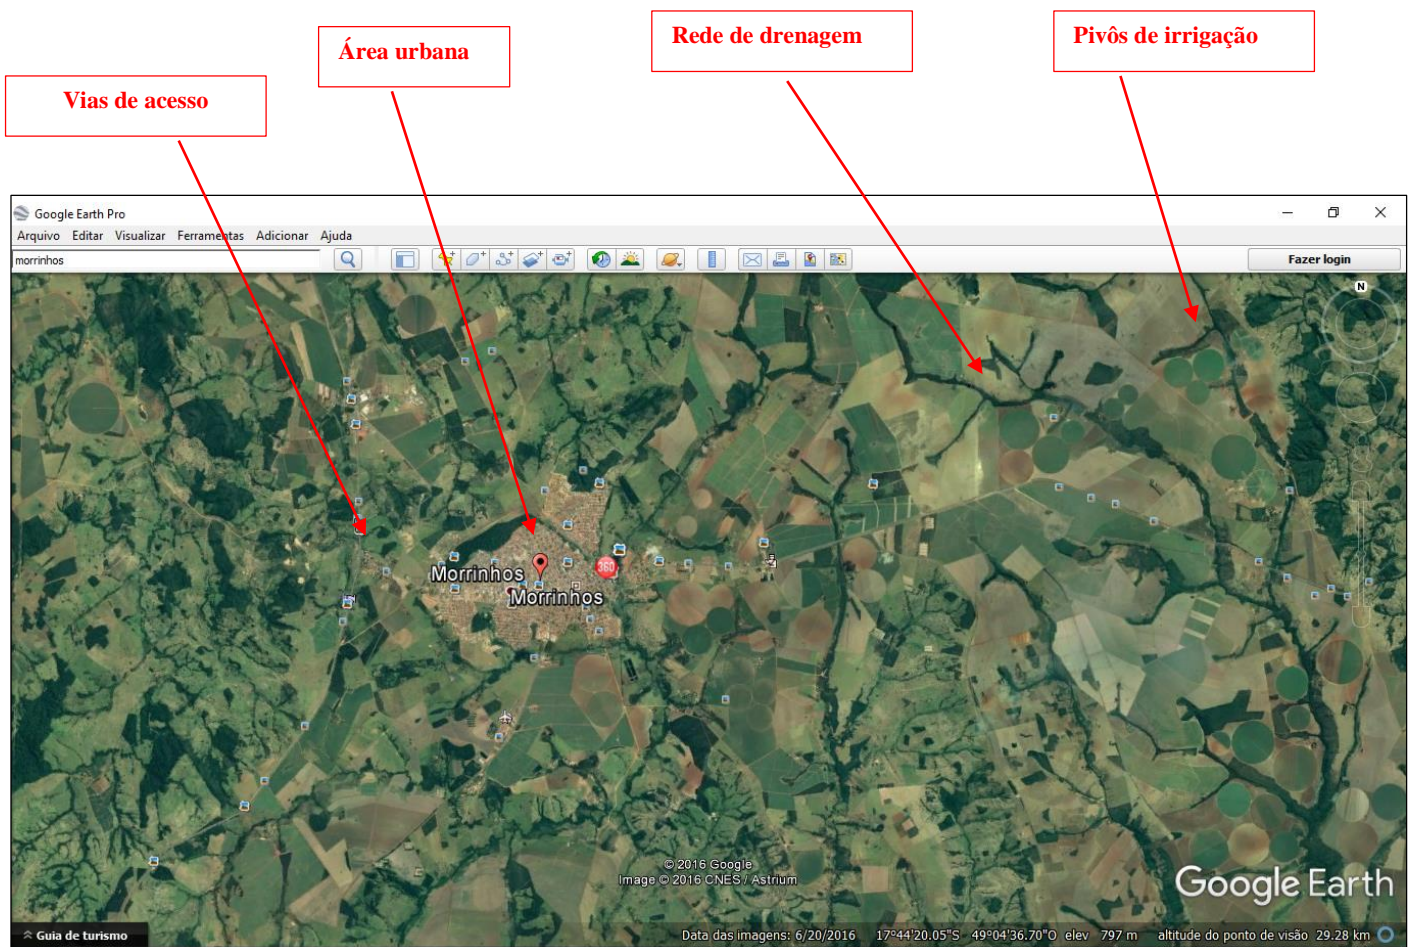 Rede de drenagem
Pivôs de irrigação
Área urbana
Vias de acesso
Google Earth Pro
Arquivo Editar Visualizar Ferramentas Adicionar Ajuda
morrinhos
Fazer login
N
360
Morrinhos
Morrinhos
© 2016 Google
Image © 2016 CNES / Astrium
Google Earth
Guia de turismo
Data das imagens: 6/20/2016 17°44'20.05"S 49°04'36.70"O elev 797 m altitude do ponto de visão 29.28 km